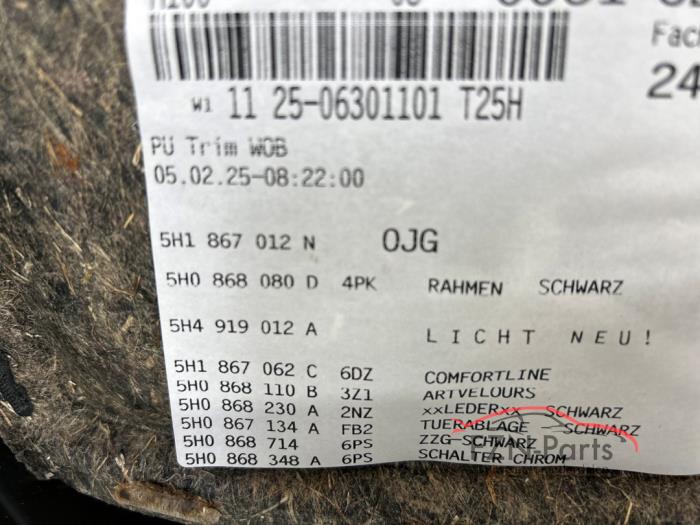 Fach
24
W1 11 25-06301101 T25H
PU Trim WOB
05.02.25-08:22:00
5H1 867 012 N OJG
5H0 868 080 D 4PK RAHMEN SCHWARZ
5H4 919 012 A LICHT NEU!
5H1 867 062 C 6DZ COMFORTLINE
5H0 868 110 B 3Z1 ARTVELOURS
5H0 868 230 A 2NZ xxLEDERxx SCHWARZ
5H0 867 134 A FB2 TUERABLAGE SCHWARZ
5H0 868 714 6PS ZZG-SCHWARZ
5H0 868 348 A 6PS SCHALTER CHROM